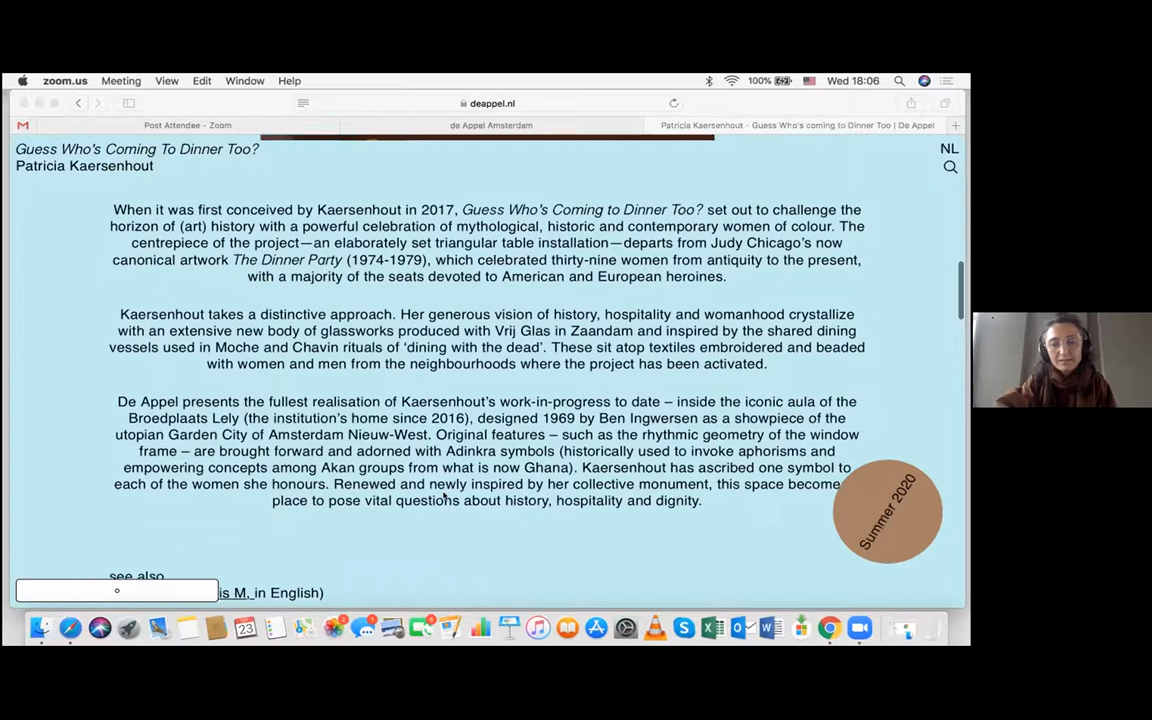 zoom.us Meeting View Edit Window Help 100% Wed 18:06
deappel.nl
Post Attendee - Zoom de Appel Amsterdam Patricia Kaersenhout - Guess Who's coming to Dinner Too | De Appel
Guess Who's Coming To Dinner Too? NL
Patricia Kaersenhout
When it was first conceived by Kaersenhout in 2017, Guess Who's Coming to Dinner Too? set out to challenge the
horizon of (art) history with a powerful celebration of mythological, historic and contemporary women of colour. The
centrepiece of the project—an elaborately set triangular table installation—departs from Judy Chicago's now
canonical artwork The Dinner Party (1974-1979), which celebrated thirty-nine women from antiquity to the present,
with a majority of the seats devoted to American and European heroines.
Kaersenhout takes a distinctive approach. Her generous vision of history, hospitality and womanhood crystallize
with an extensive new body of glassworks produced with Vrij Glas in Zaandam and inspired by the shared dining
vessels used in Moche and Chavin rituals of 'dining with the dead'. These sit atop textiles embroidered and beaded
with women and men from the neighbourhoods where the project has been activated.
De Appel presents the fullest realisation of Kaersenhout's work-in-progress to date – inside the iconic aula of the
Broedplaats Lely (the institution's home since 2016), designed 1969 by Ben Ingwersen as a showpiece of the
utopian Garden City of Amsterdam Nieuw-West. Original features – such as the rhythmic geometry of the window
frame – are brought forward and adorned with Adinkra symbols (historically used to invoke aphorisms and
empowering concepts among Akan groups from what is now Ghana). Kaersenhout has ascribed one symbol to
each of the women she honours. Renewed and newly inspired by her collective monument, this space become
place to pose vital questions about history, hospitality and dignity.
Summer 2020
see also
is M, in English)
23